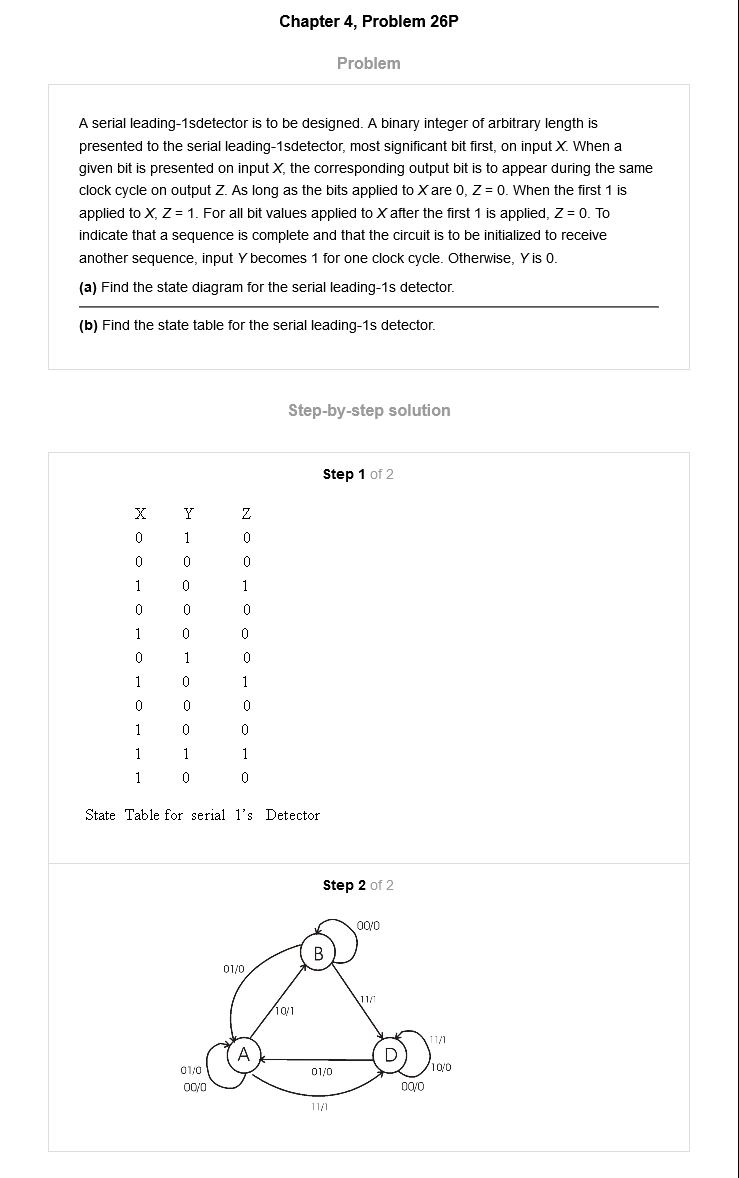 Chapter 4, Problem 26P
Problem
A serial leading-1sdetector is to be designed. A binary integer of arbitrary length is
presented to the serial leading-1sdetector, most significant bit first, on input X. When a
given bit is presented on input X, the corresponding output bit is to appear during the same
clock cycle on output Z. As long as the bits applied to X are 0, Z = 0. When the first 1 is
applied to X, Z = 1. For all bit values applied to X after the first 1 is applied, Z = 0. To
indicate that a sequence is complete and that the circuit is to be initialized to receive
another sequence, input Y becomes 1 for one clock cycle. Otherwise, Y is 0.
(a) Find the state diagram for the serial leading-1s detector.
(b) Find the state table for the serial leading-1s detector.
Step-by-step solution
Step 1 of 2
X Y Z
0 1 0
0 0 0
1 0 1
0 0 0
1 0 0
0 1 0
1 0 1
0 0 0
1 0 0
1 1 1
1 0 0
State Table for serial 1's Detector
Step 2 of 2
00/0
B
01/0
11/1
10/1
11/1
A
D
01/0
01/0
10/0
00/0
00/0
11/1